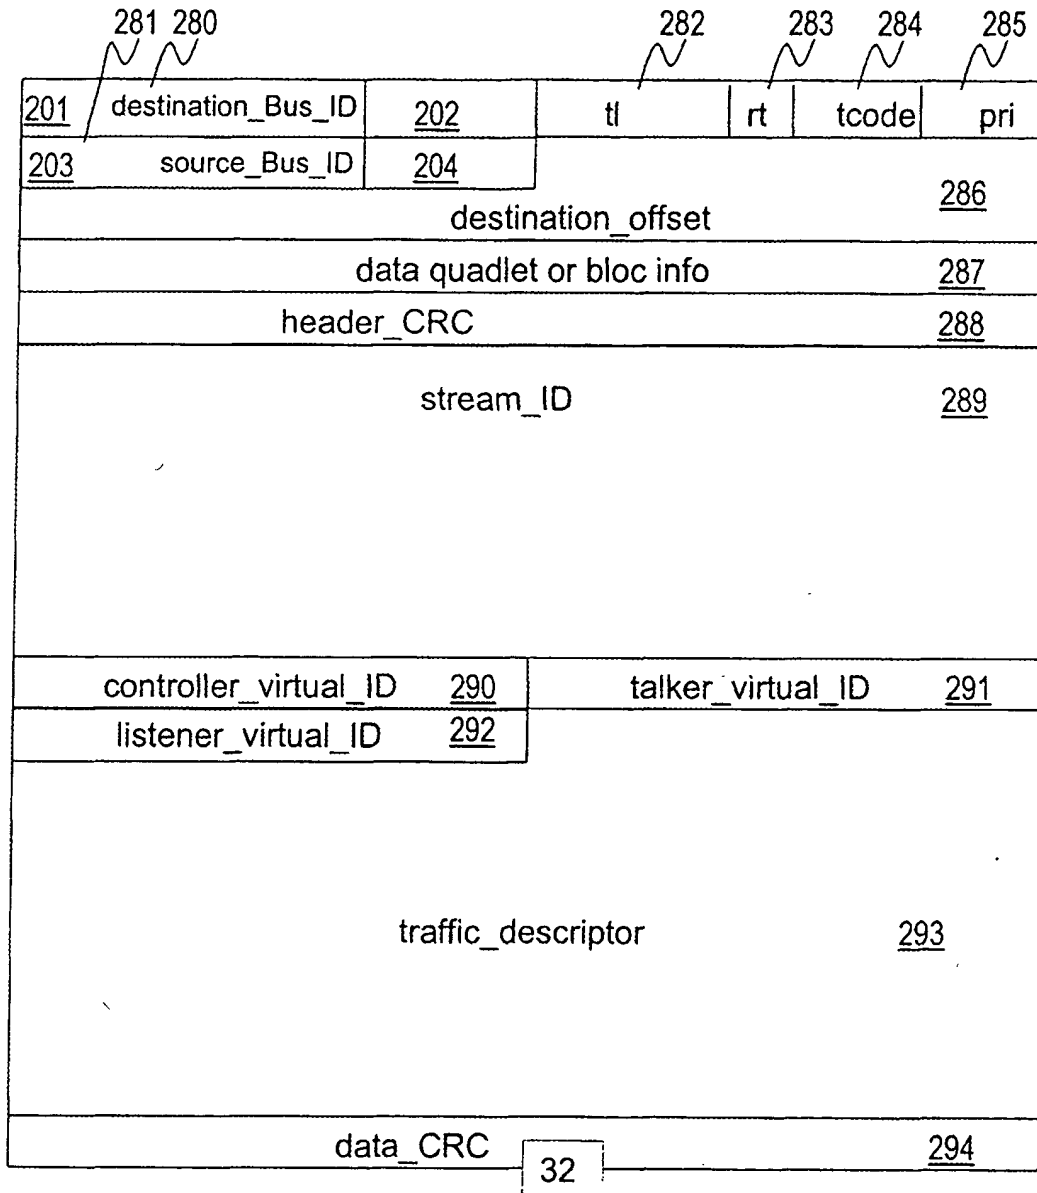 281 280 282 283 284 285
201 destination_Bus_ID 202 tl rt tcode pri
203 source_Bus_ID 204
286
destination_offset
data quadlet or bloc info 287
header_CRC 288
stream_ID 289
controller_virtual_ID 290 talker_virtual_ID 291
listener_virtual_ID 292
traffic_descriptor 293
data_CRC 294
32